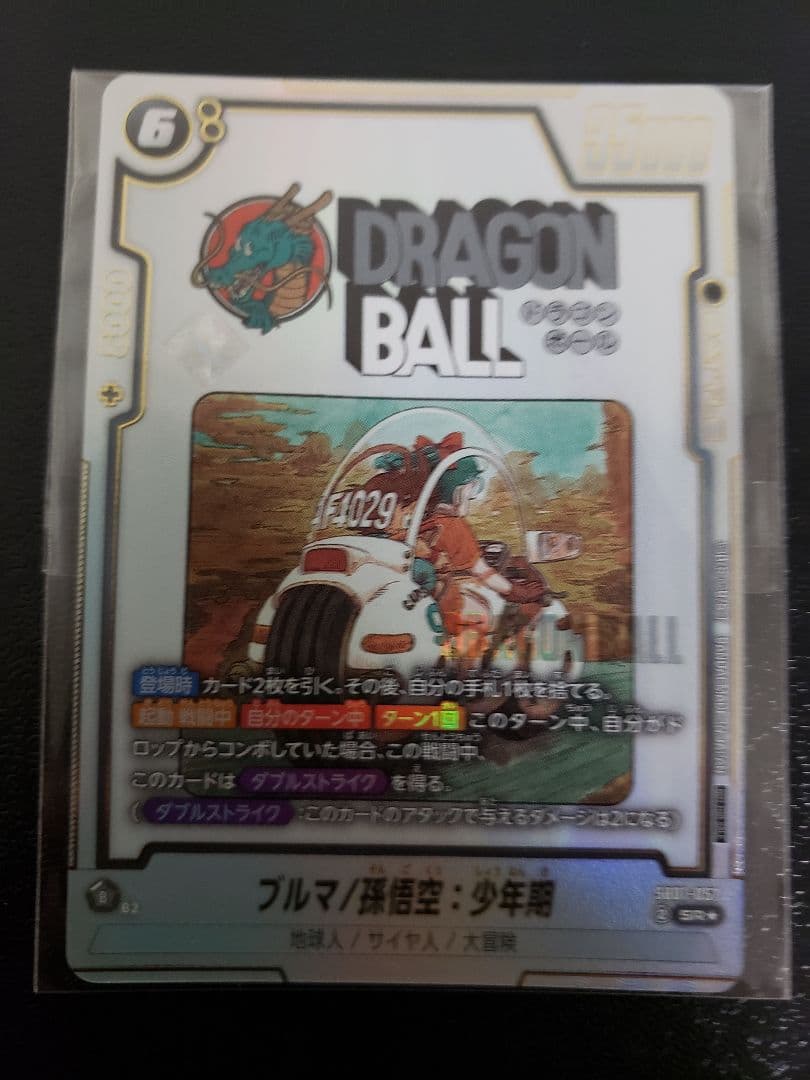 6 8
35000
DRAGON
BALL
ドラゴン
ボール
F4029
DRAGON BALL
登場時 カード2枚を引く。その後、自分の手札1枚を捨てる。
起動 戦闘中 自分のターン中 ターン1回 このターン中、自分がド
ロップからコンボしていた場合、この戦闘中、
このカードは ダブルストライク を得る。
( ダブルストライク :このカードのアタックで与えるダメージは2になる)
B2
ブルマ/孫悟空:少年期
SR★
地球人 / サイヤ人 / 大冒険